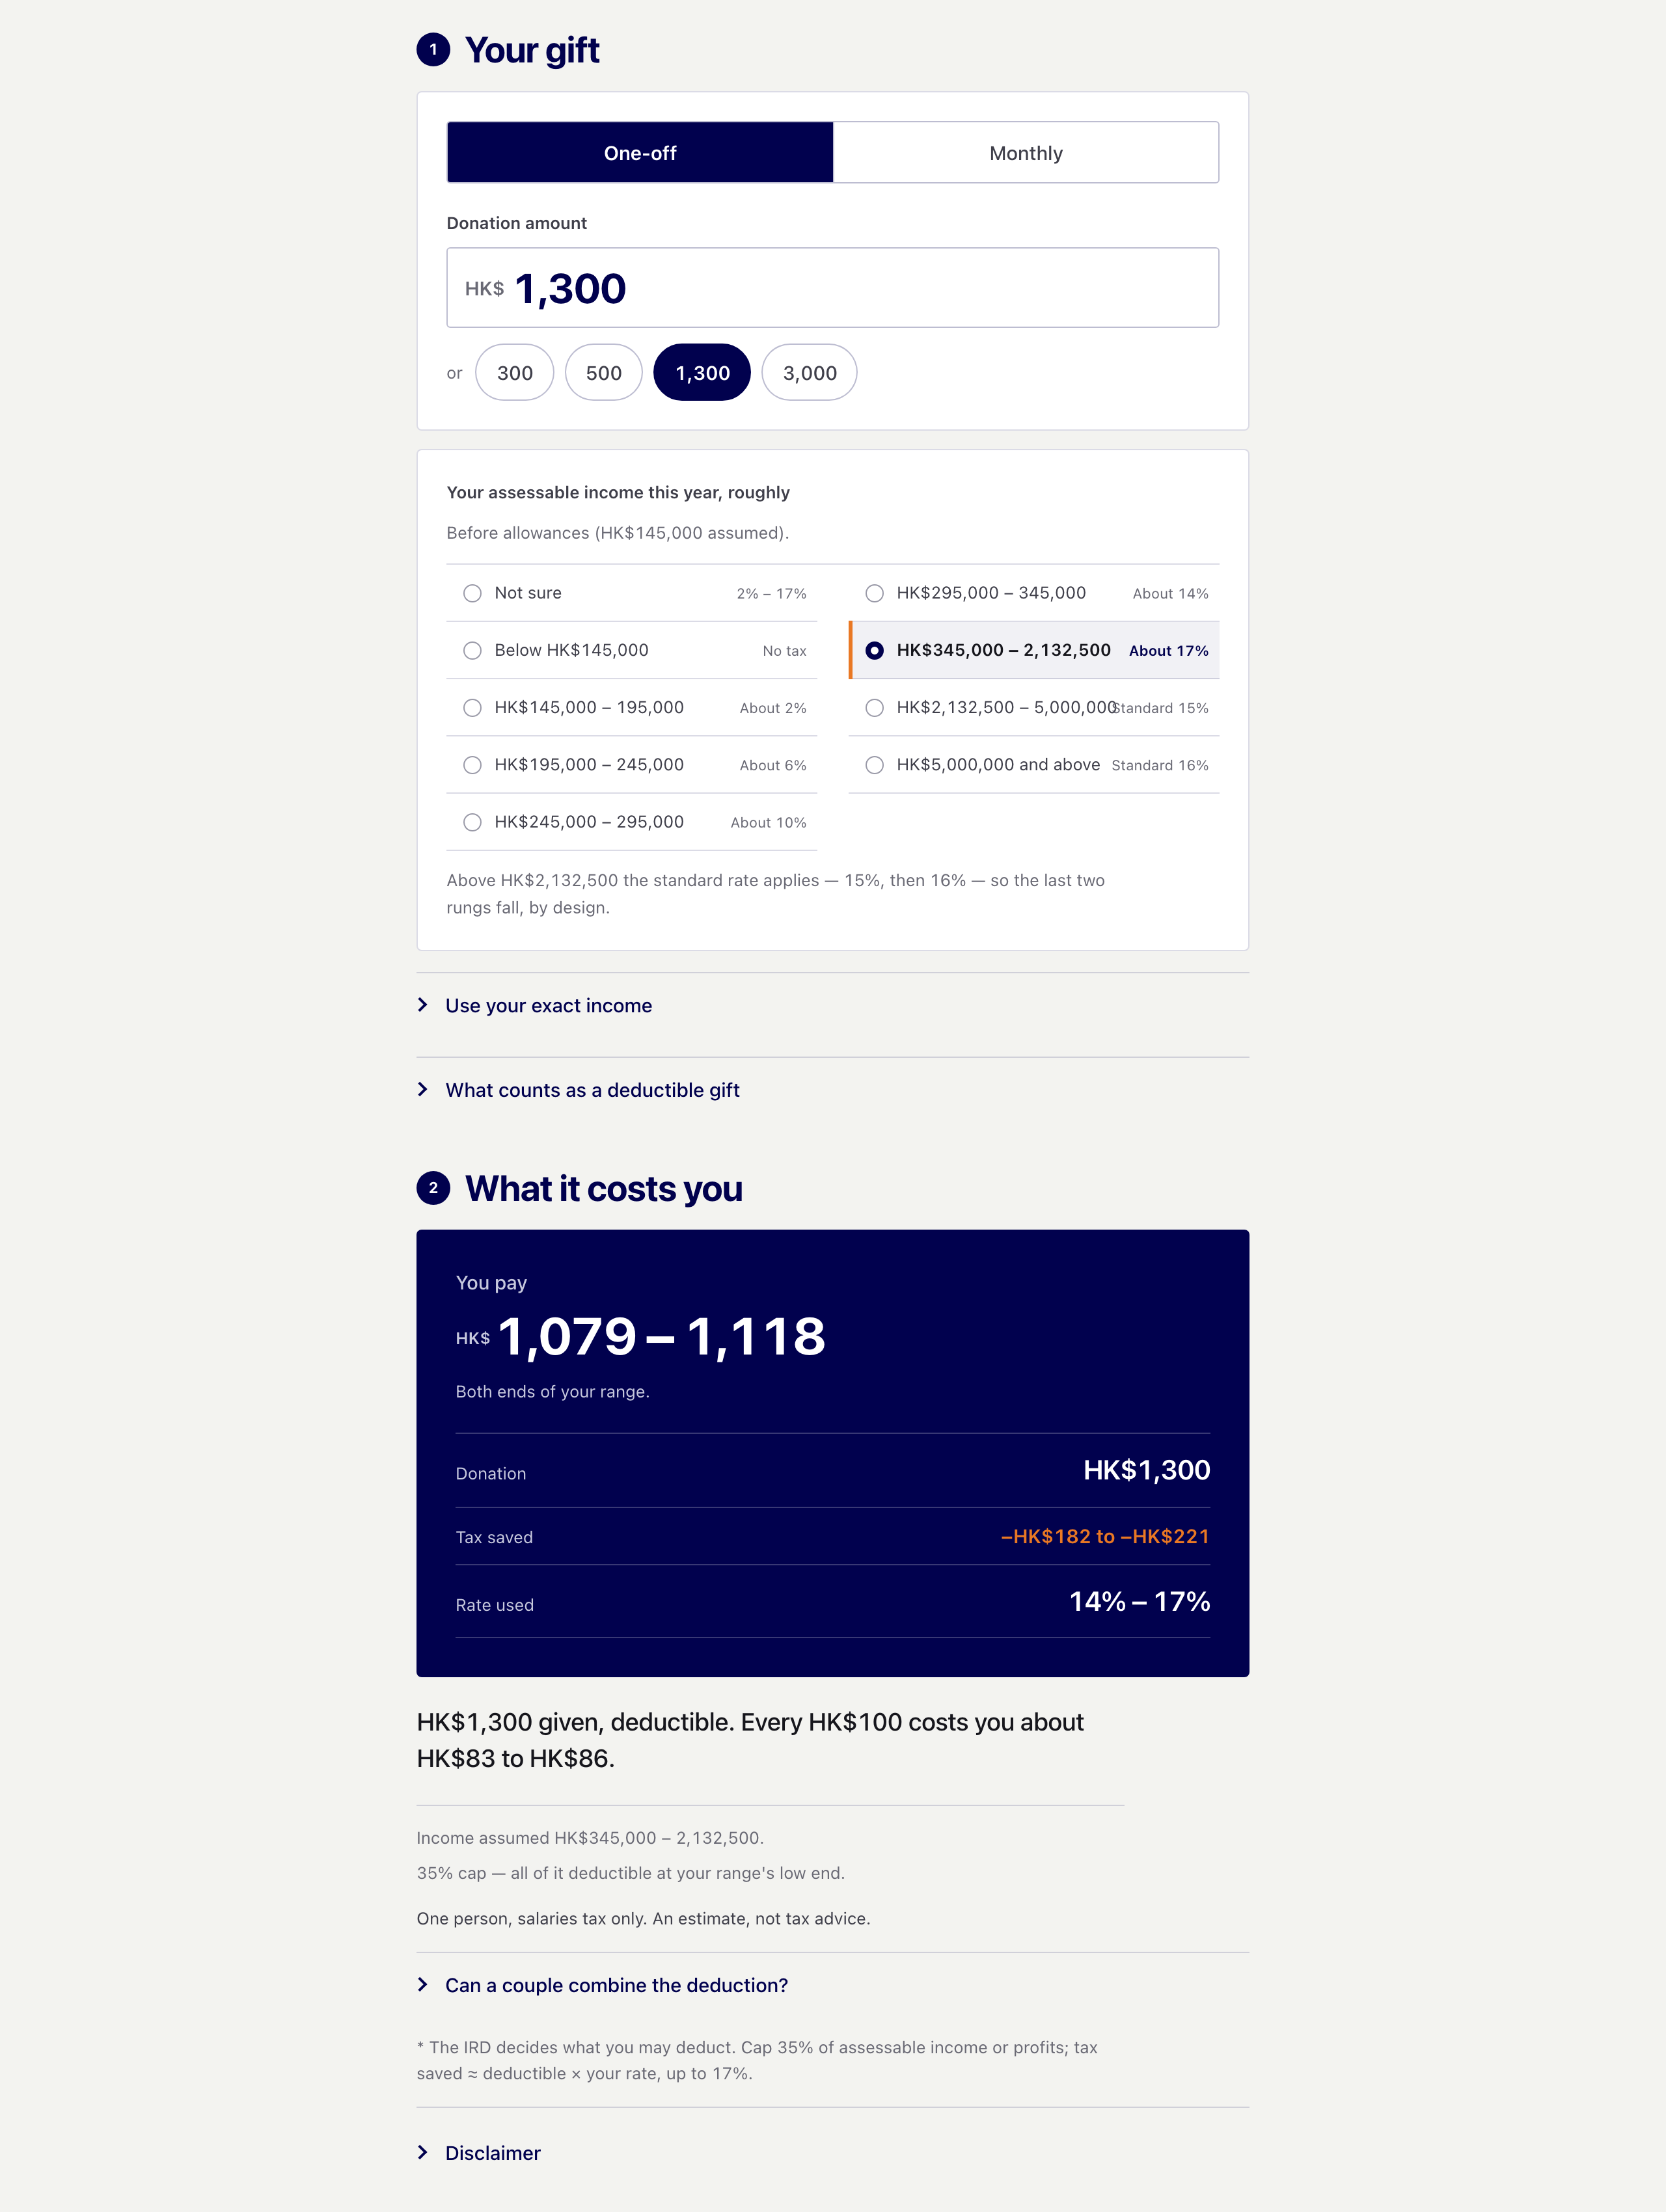 1 Your gift
One-off Monthly
Donation amount
HK$ 1,300
or 300 500 1,300 3,000
Your assessable income this year, roughly
Before allowances (HK$145,000 assumed).
Not sure 2% – 17%
Below HK$145,000 No tax
HK$145,000 – 195,000 About 2%
HK$195,000 – 245,000 About 6%
HK$245,000 – 295,000 About 10%
HK$295,000 – 345,000 About 14%
HK$345,000 – 2,132,500 About 17%
HK$2,132,500 – 5,000,000 Standard 15%
HK$5,000,000 and above Standard 16%
Above HK$2,132,500 the standard rate applies — 15%, then 16% — so the last two
rungs fall, by design.
Use your exact income
What counts as a deductible gift
2 What it costs you
You pay
HK$ 1,079 – 1,118
Both ends of your range.
Donation HK$1,300
Tax saved –HK$182 to –HK$221
Rate used 14% – 17%
HK$1,300 given, deductible. Every HK$100 costs you about
HK$83 to HK$86.
Income assumed HK$345,000 – 2,132,500.
35% cap — all of it deductible at your range's low end.
One person, salaries tax only. An estimate, not tax advice.
Can a couple combine the deduction?
* The IRD decides what you may deduct. Cap 35% of assessable income or profits; tax
saved ≈ deductible × your rate, up to 17%.
Disclaimer